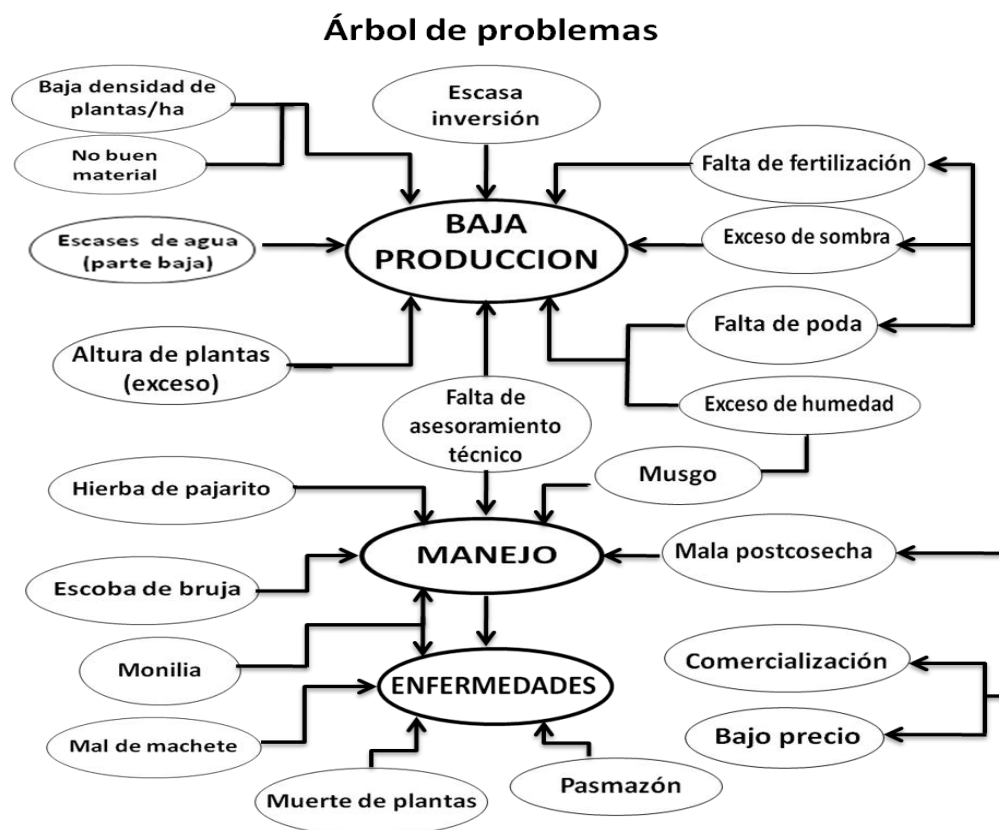 Árbol de problemas
Baja densidad de
plantas/ha
Escasa
inversión
No buen
material
Falta de fertilización
BAJA
PRODUCCION
Escases de agua
(parte baja)
Exceso de sombra
Falta de poda
Altura de plantas
(exceso)
Falta de
asesoramiento
técnico
Exceso de humedad
Musgo
Hierba de pajarito
MANEJO
Mala postcosecha
Escoba de bruja
Monilia
Comercialización
ENFERMEDADES
Mal de machete
Bajo precio
Muerte de plantas
Pasmazón